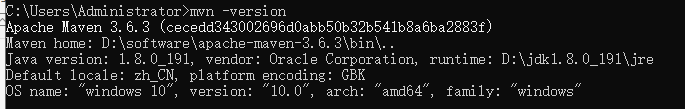 C:\Users\Administrator>mvn -version
Apache Maven 3.6.3 (cecedd343002696d0abb50b32b541b8a6ba2883f)
Maven home: D:\software\apache-maven-3.6.3\bin\..
Java version: 1.8.0_191, vendor: Oracle Corporation, runtime: D:\jdk1.8.0_191\jre
Default locale: zh_CN, platform encoding: GBK
OS name: "windows 10", version: "10.0", arch: "amd64", family: "windows"